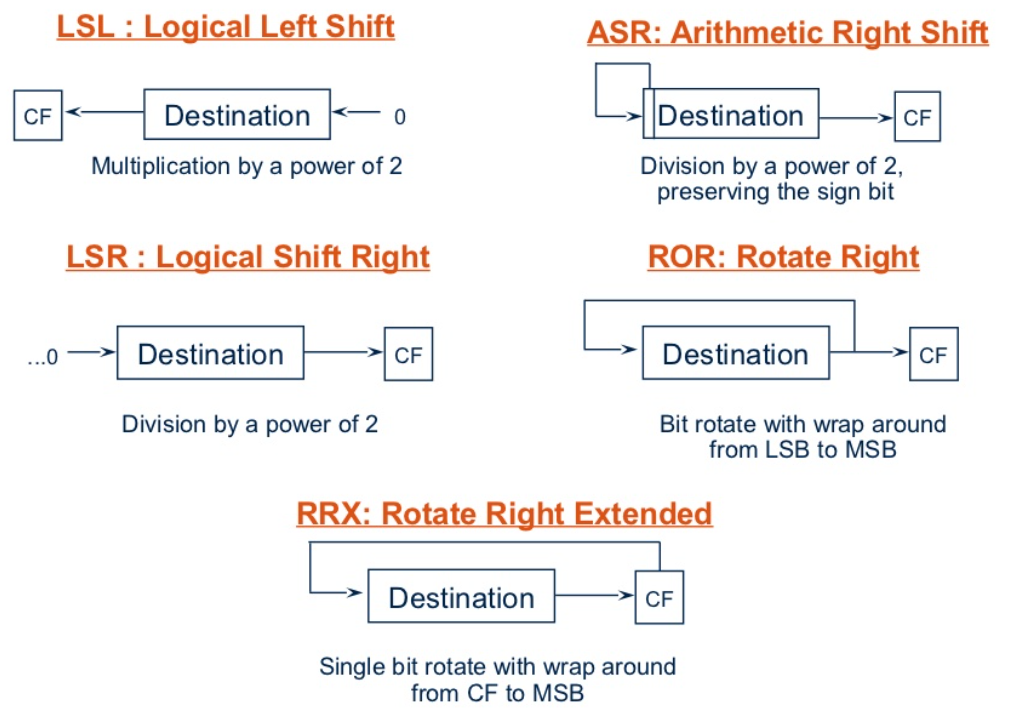 LSL : Logical Left Shift
CF
Destination
0
Multiplication by a power of 2
ASR: Arithmetic Right Shift
Destination
CF
Division by a power of 2,
preserving the sign bit
LSR : Logical Shift Right
...0
Destination
CF
Division by a power of 2
ROR: Rotate Right
Destination
CF
Bit rotate with wrap around
from LSB to MSB
RRX: Rotate Right Extended
Destination
CF
Single bit rotate with wrap around
from CF to MSB